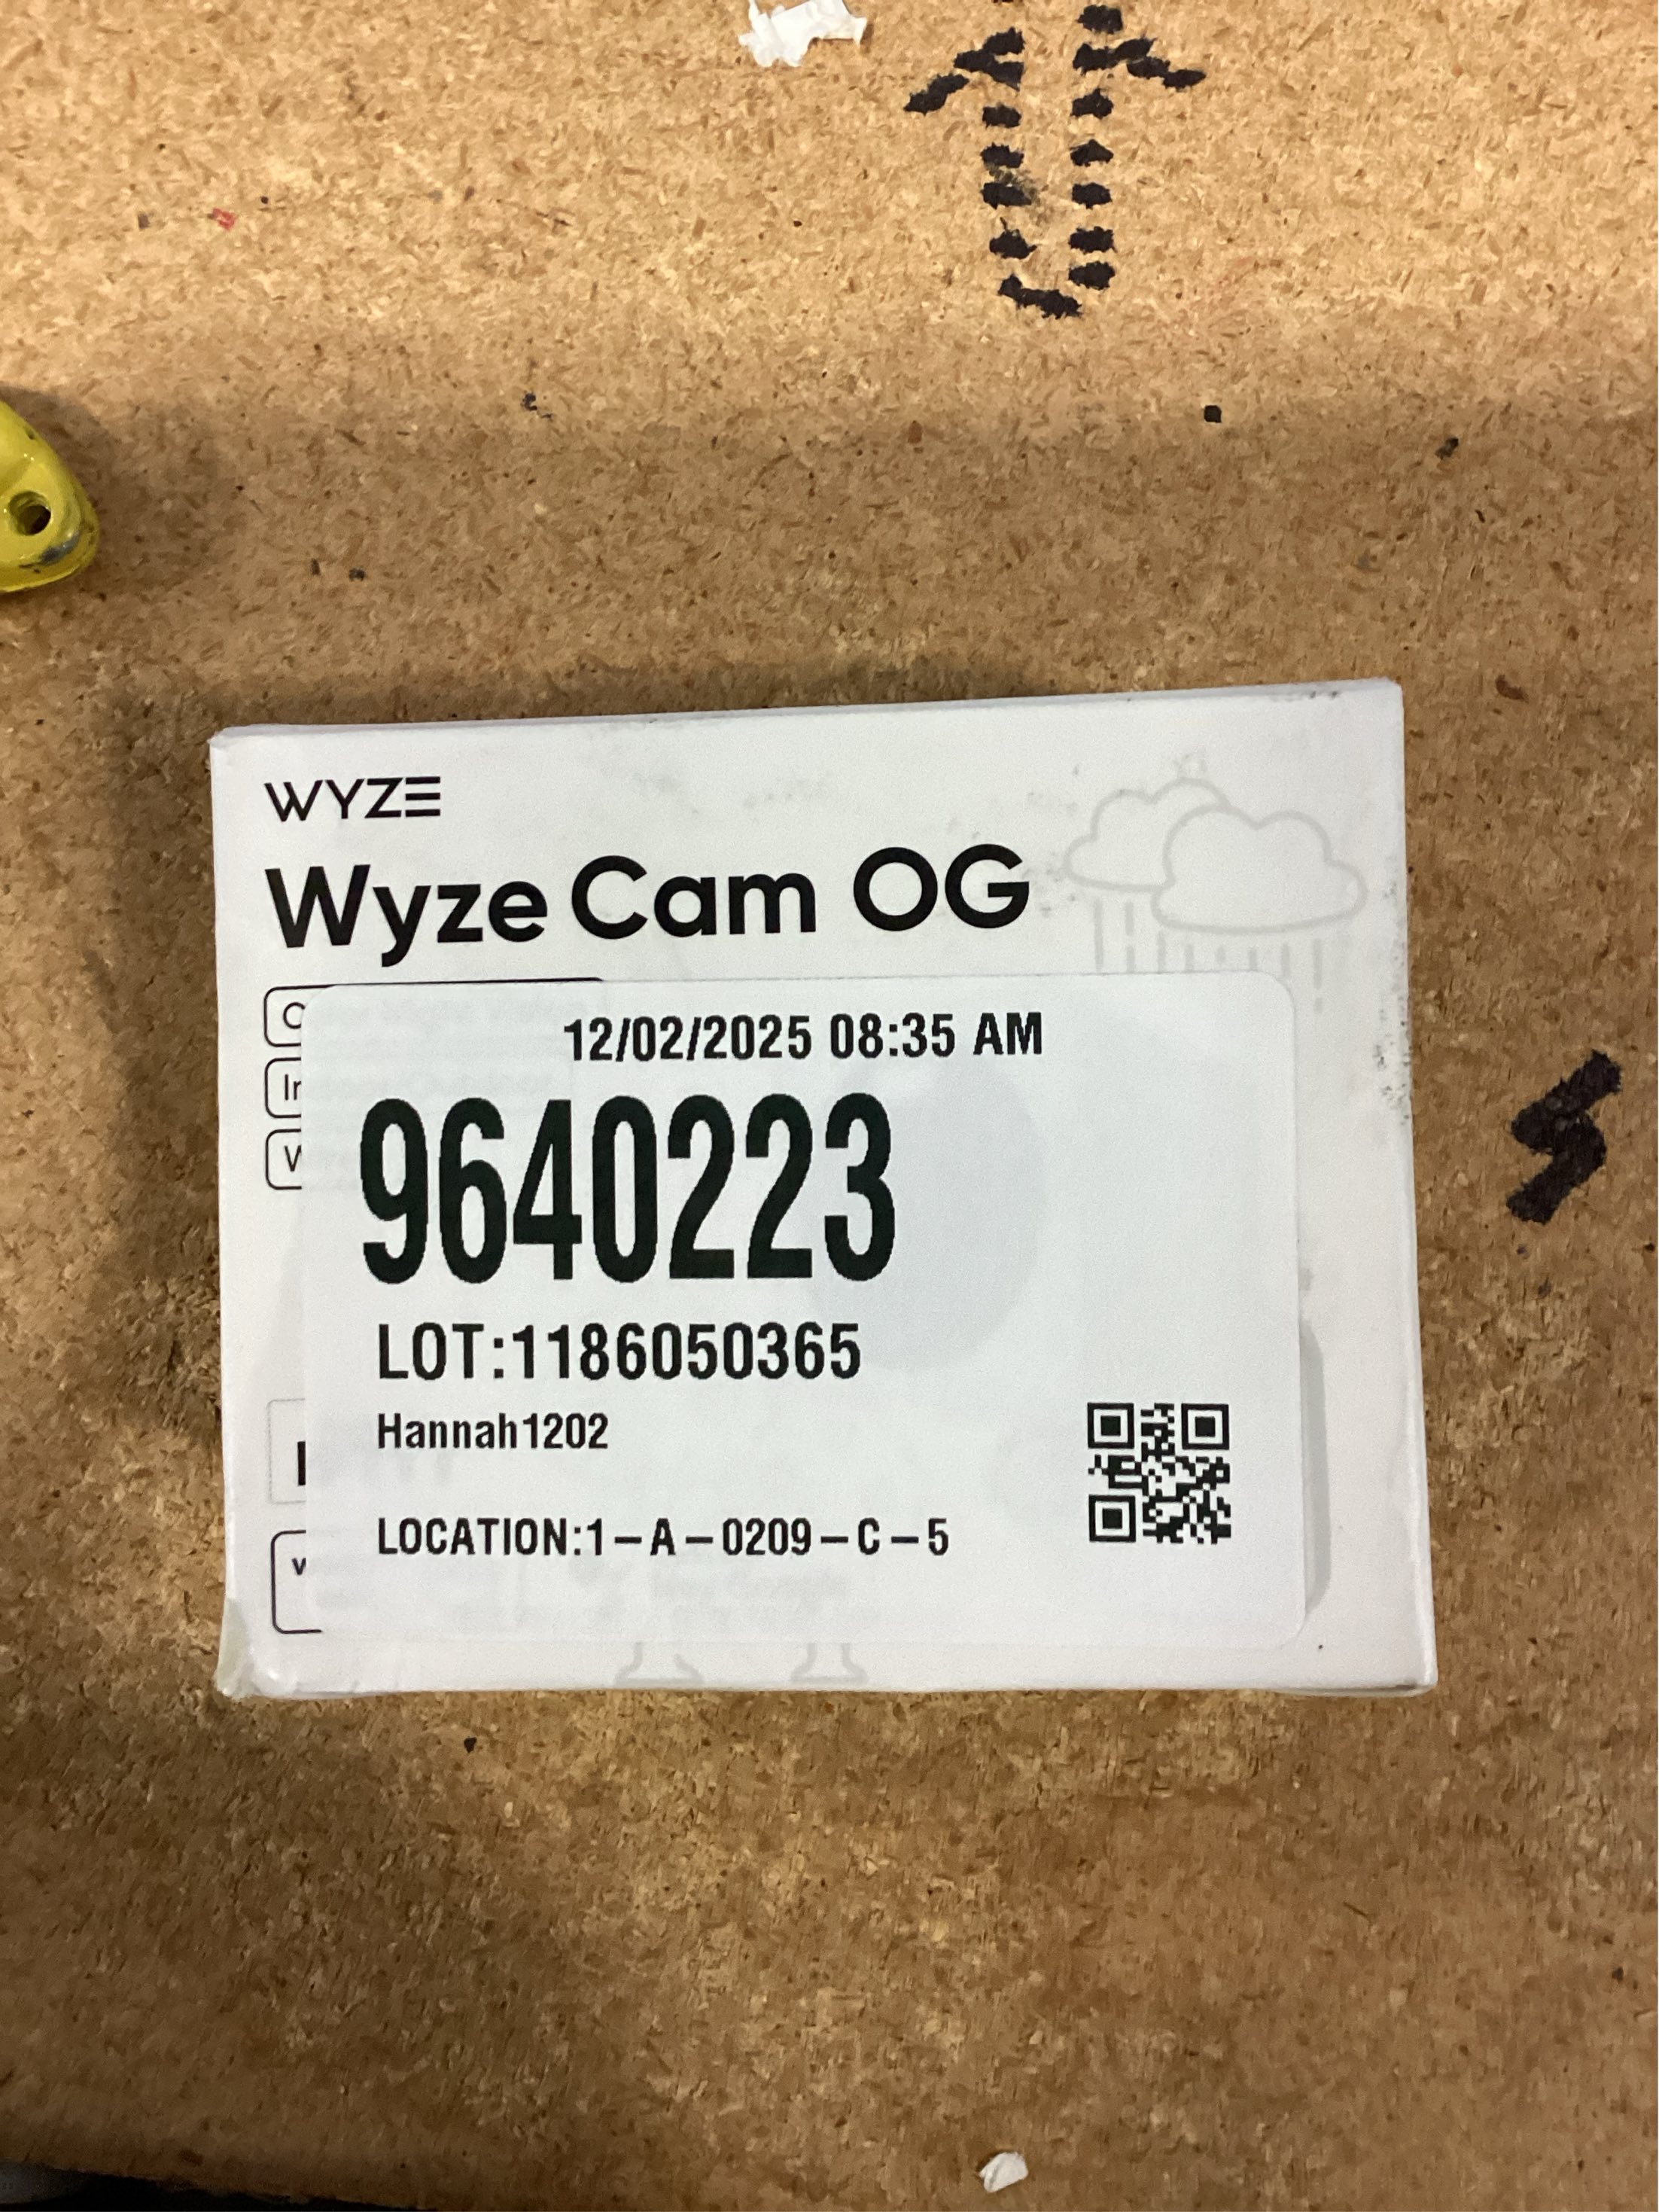 WYZE
Wyze Cam OG
12/02/2025 08:35 AM
9640223
LOT:1186050365
Hannah1202
LOCATION:1-A-0209-C-5